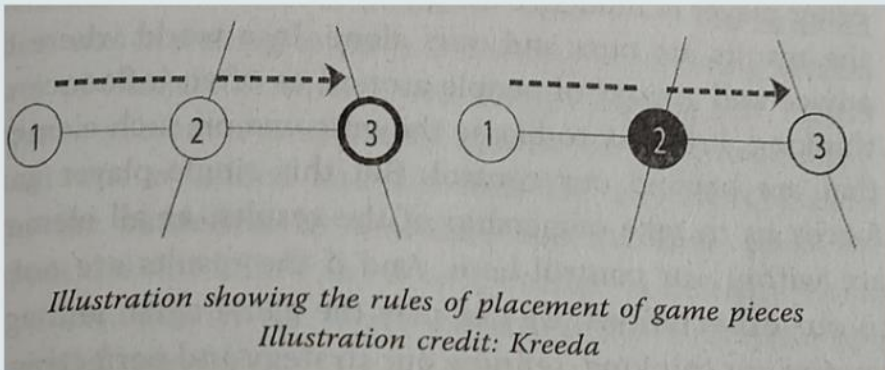 1 2 3 1 2 3
Illustration showing the rules of placement of game pieces
Illustration credit: Kreeda